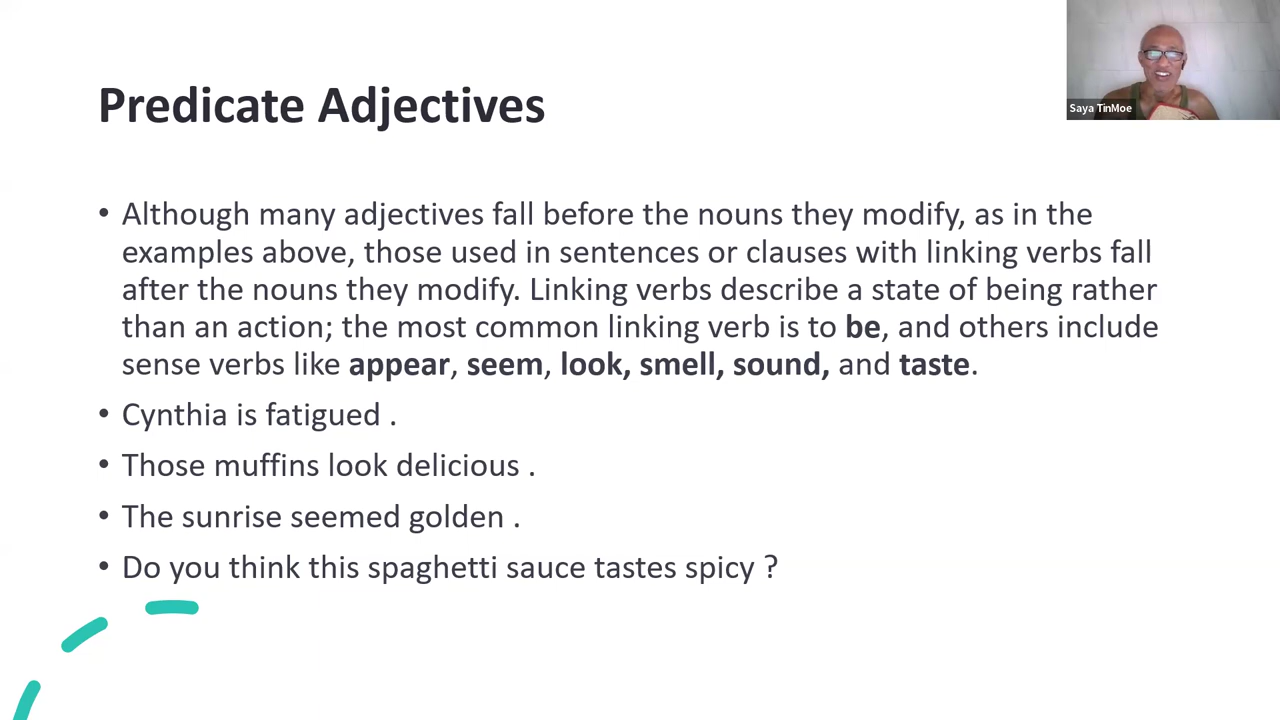 Saya TinMoe
Predicate Adjectives
• Although many adjectives fall before the nouns they modify, as in the
examples above, those used in sentences or clauses with linking verbs fall
after the nouns they modify. Linking verbs describe a state of being rather
than an action; the most common linking verb is to be, and others include
sense verbs like appear, seem, look, smell, sound, and taste.
• Cynthia is fatigued .
• Those muffins look delicious .
• The sunrise seemed golden .
• Do you think this spaghetti sauce tastes spicy ?